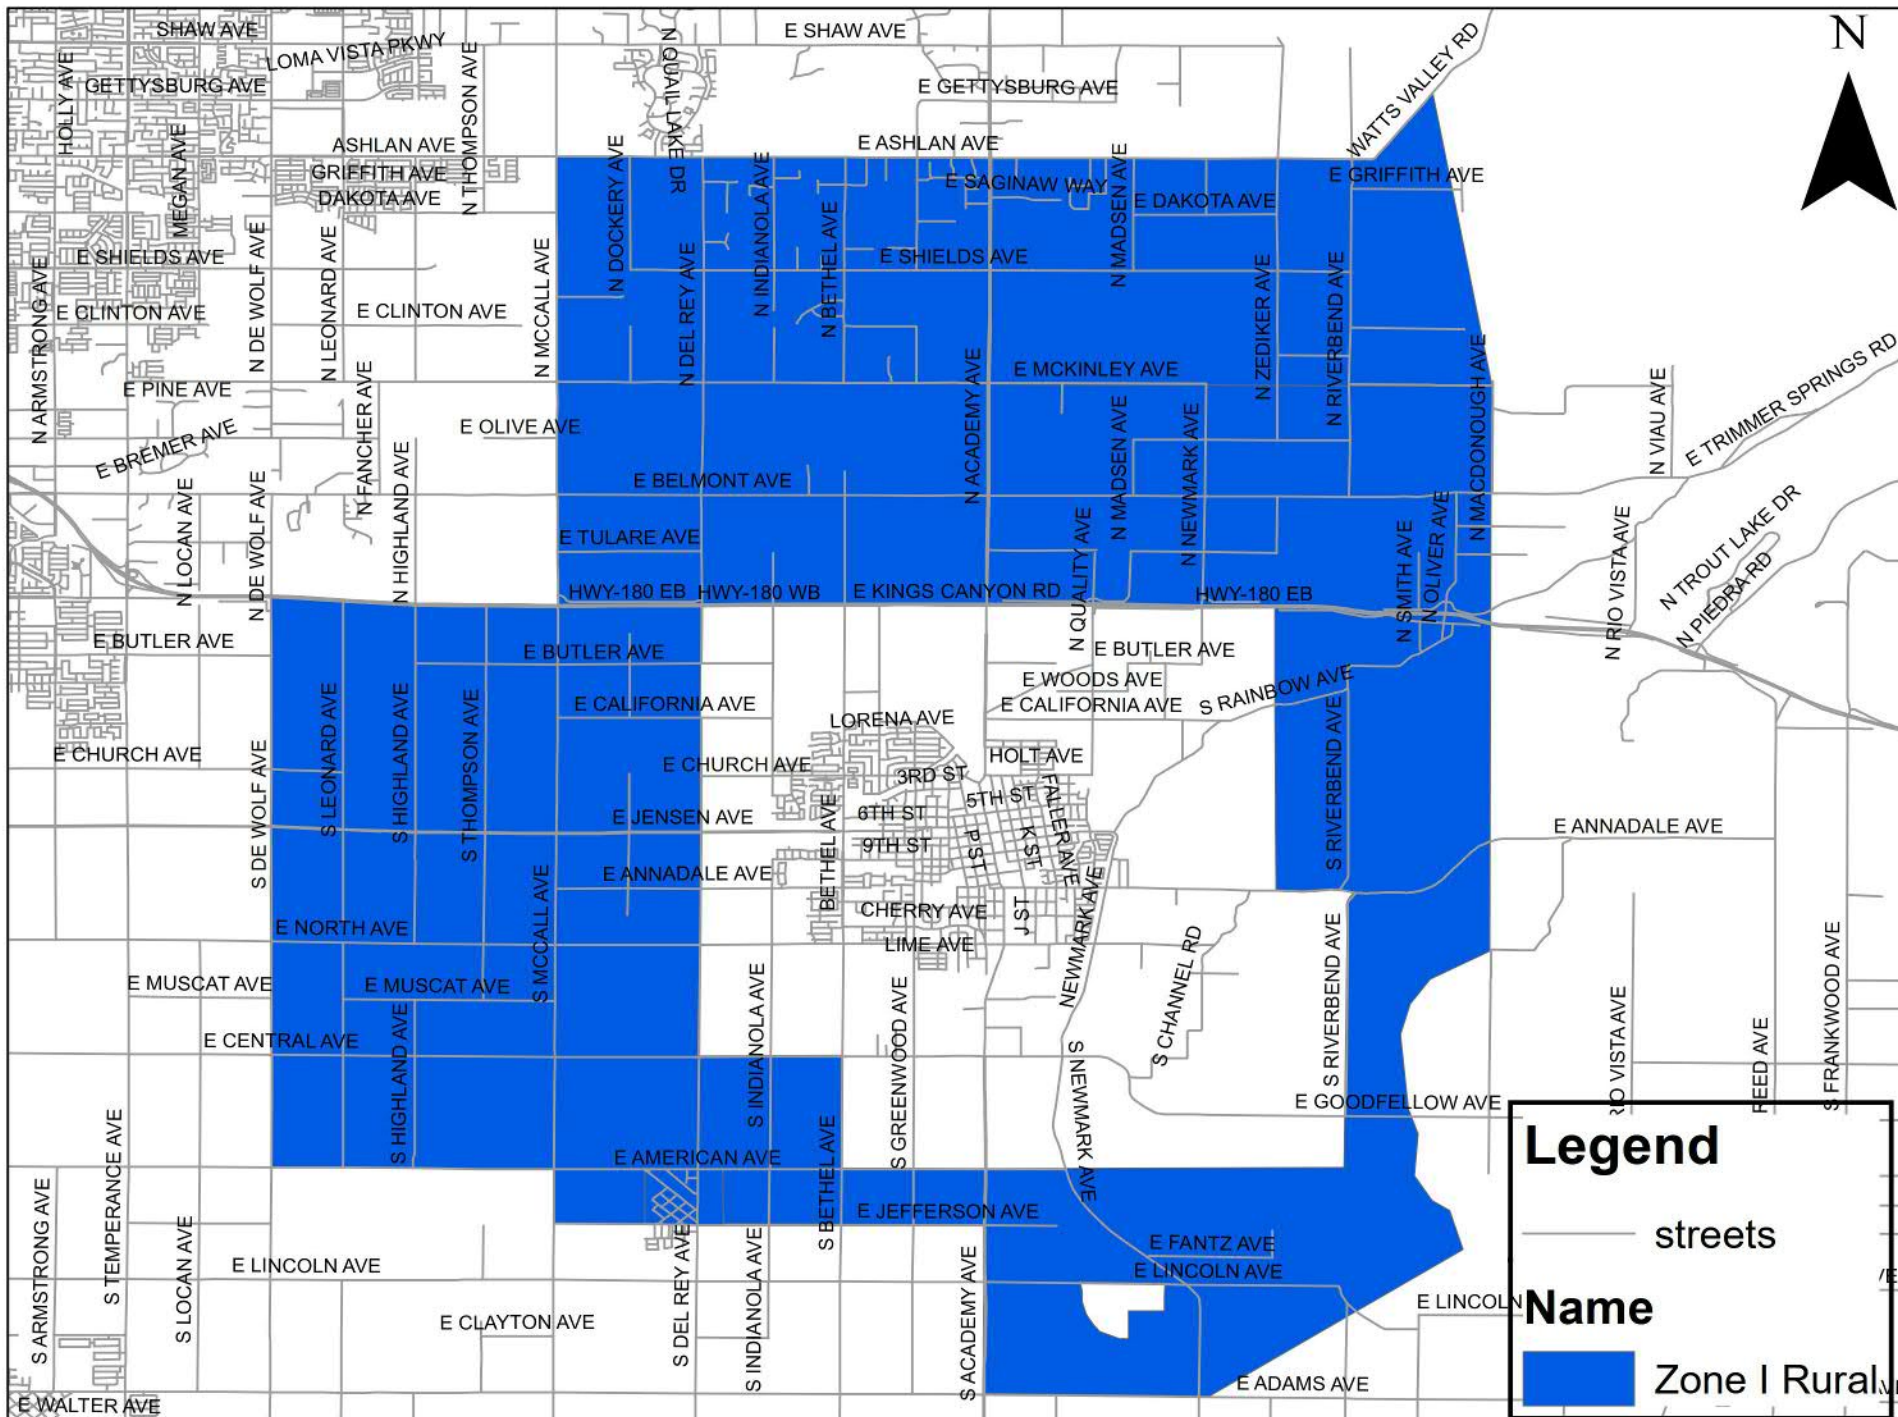 SHAW AVE
E SHAW AVE
N
LOMA VISTA PKWY
WATTS VALLEY RD
HOLLY AVE
GETTYSBURG AVE
N THOMPSON AVE
N QUAIL LAKE DR
E GETTYSBURG AVE
ASHLAN AVE
E ASHLAN AVE
MEGAN AVE
GRIFFITH AVE
DAKOTA AVE
N DOCKERY AVE
N INDIANOLA AVE
E SAGINAW WAY
N MADSEN AVE
E DAKOTA AVE
E GRIFFITH AVE
E SHIELDS AVE
N DE WOLF AVE
N LEONARD AVE
N MCCALL AVE
N DEL REY AVE
N BETHEL AVE
E SHIELDS AVE
N ZEDIKER AVE
N RIVERBEND AVE
N ARMSTRONG AVE
E CLINTON AVE
E CLINTON AVE
N MACDONOUGH AVE
E PINE AVE
N FANCHER AVE
N ACADEMY AVE
E MCKINLEY AVE
N VIAU AVE
E TRIMMER SPRINGS RD
E BREMER AVE
E OLIVE AVE
N MADSEN AVE
N NEWMARK AVE
N LOCAN AVE
N DE WOLF AVE
N HIGHLAND AVE
E BELMONT AVE
E TULARE AVE
N QUALITY AVE
N SMITH AVE
N OLIVER AVE
N RIO VISTA AVE
N TROUT LAKE DR
N PIEDRA RD
HWY-180 EB
HWY-180 WB
E KINGS CANYON RD
HWY-180 EB
E BUTLER AVE
E BUTLER AVE
E BUTLER AVE
E WOODS AVE
E CALIFORNIA AVE
E CALIFORNIA AVE
S RAINBOW AVE
S LEONARD AVE
S HIGHLAND AVE
S THOMPSON AVE
LORENA AVE
S RIVERBEND AVE
E CHURCH AVE
S DE WOLF AVE
E CHURCH AVE
HOLT AVE
3RD ST
5TH ST
FALLER AVE
E JENSEN AVE
BETHEL AVE
6TH ST
9TH ST
P ST
K ST
E ANNADALE AVE
S MCCALL AVE
E ANNADALE AVE
CHERRY AVE
J ST
NEWMARK AVE
E NORTH AVE
LIME AVE
S CHANNEL RD
S RIVERBEND AVE
E MUSCAT AVE
E MUSCAT AVE
S INDIANOLA AVE
S GREENWOOD AVE
RIO VISTA AVE
REED AVE
S FRANKWOOD AVE
E CENTRAL AVE
S HIGHLAND AVE
S NEWMARK AVE
E GOODFELLOW AVE
S TEMPERANCE AVE
E AMERICAN AVE
S BETHEL AVE
Legend
S ARMSTRONG AVE
S LOCAN AVE
E JEFFERSON AVE
streets
S DEL REY AVE
S INDIANOLA AVE
S ACADEMY AVE
E FANTZ AVE
E LINCOLN AVE
E LINCOLN AVE
E LINCOLN
Name
E CLAYTON AVE
Zone I Rural
E ADAMS AVE
E WALTER AVE